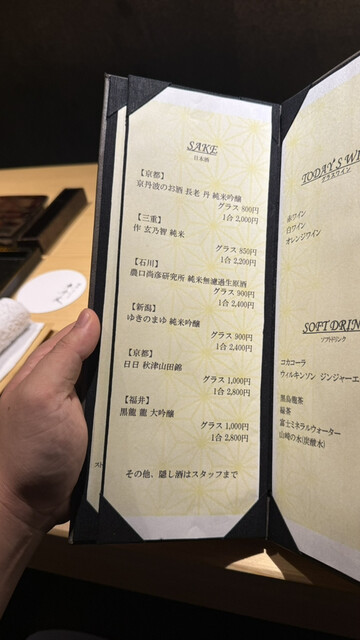 SAKE
日本酒
【京都】
京丹波のお酒 長老 丹 純米吟醸
グラス 800円
1合 2,000円
【三重】
作 玄乃智 純米
グラス 850円
1合 2,200円
【石川】
農口尚彦研究所 純米無濾過生原酒
グラス 900円
1合 2,400円
【新潟】
ゆきのまゆ 純米吟醸
グラス 900円
1合 2,400円
【京都】
日日 秋津山田錦
グラス 1,000円
1合 2,800円
【福井】
黒龍 龍 大吟醸
グラス 1,000円
1合 2,800円
その他、隠し酒はスタッフまで
TODAY'S WI
グラスワイン
赤ワイン
白ワイン
オレンジワイン
SOFT DRIN
ソフトドリンク
コカコーラ
ウィルキンソン ジンジャーエ
黒烏龍茶
緑茶
富士ミネラルウォーター
山崎の水(炭酸水)